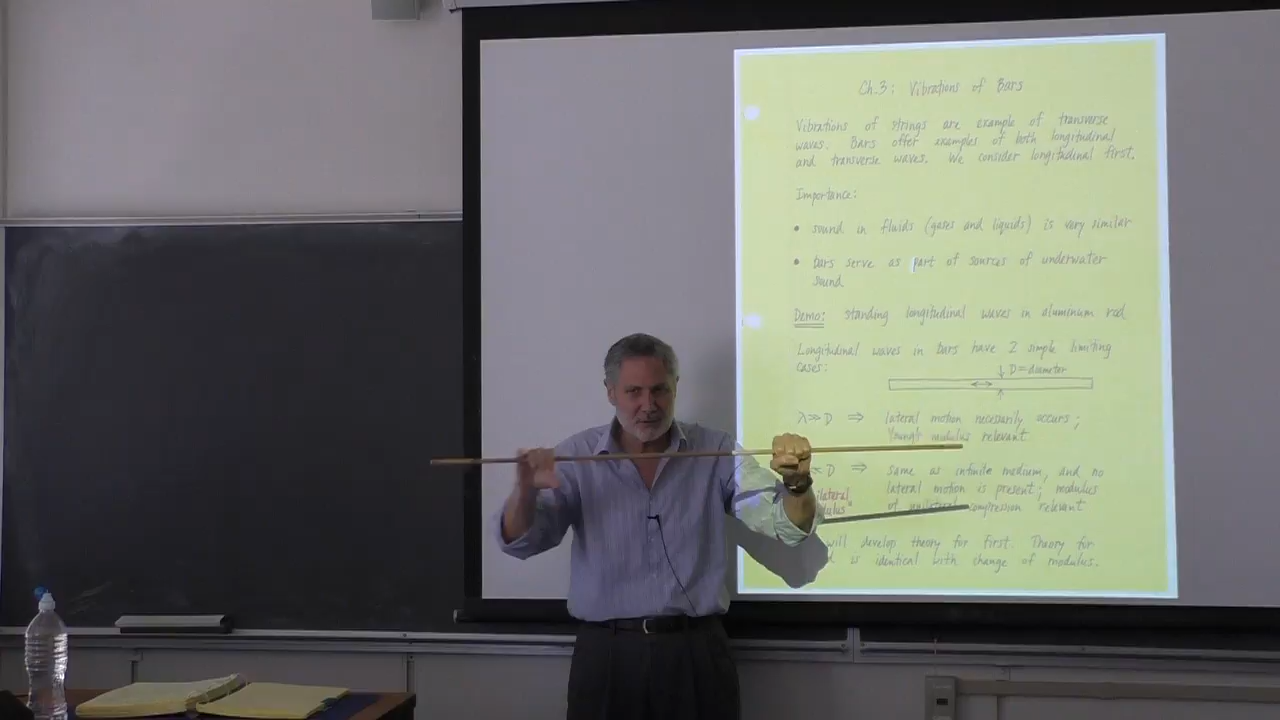 Ch.3: Vibrations of Bars
Vibrations of strings are example of transverse
waves. Bars offer examples of both longitudinal
and transverse waves. We consider longitudinal first.
Importance:
• sound in fluids (gases and liquids) is very similar
• bars serve as part of sources of underwater
sound
Demo: standing longitudinal waves in aluminum rod
Longitudinal waves in bars have 2 simple limiting
cases:
D = diameter
λ >> D ⇒ lateral motion necessarily occurs;
Young's modulus relevant
<< D ⇒ same as infinite medium, and no
ilateral lateral motion is present; modulus
dulus" of unilateral compression relevant
will develop theory for first. Theory for
is identical with change of modulus.